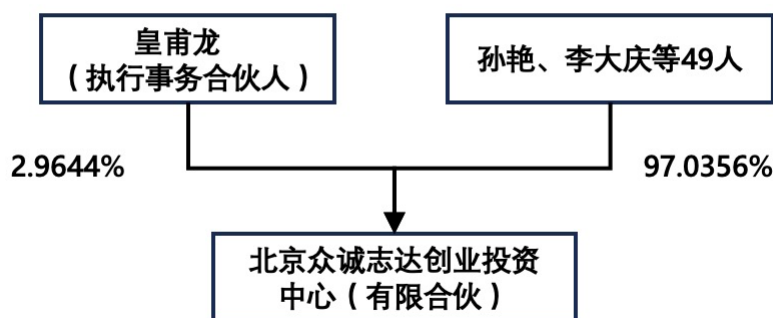 皇甫龙
（执行事务合伙人）
孙艳、李大庆等49人
2.9644%
97.0356%
北京众诚志达创业投资
中心（有限合伙）